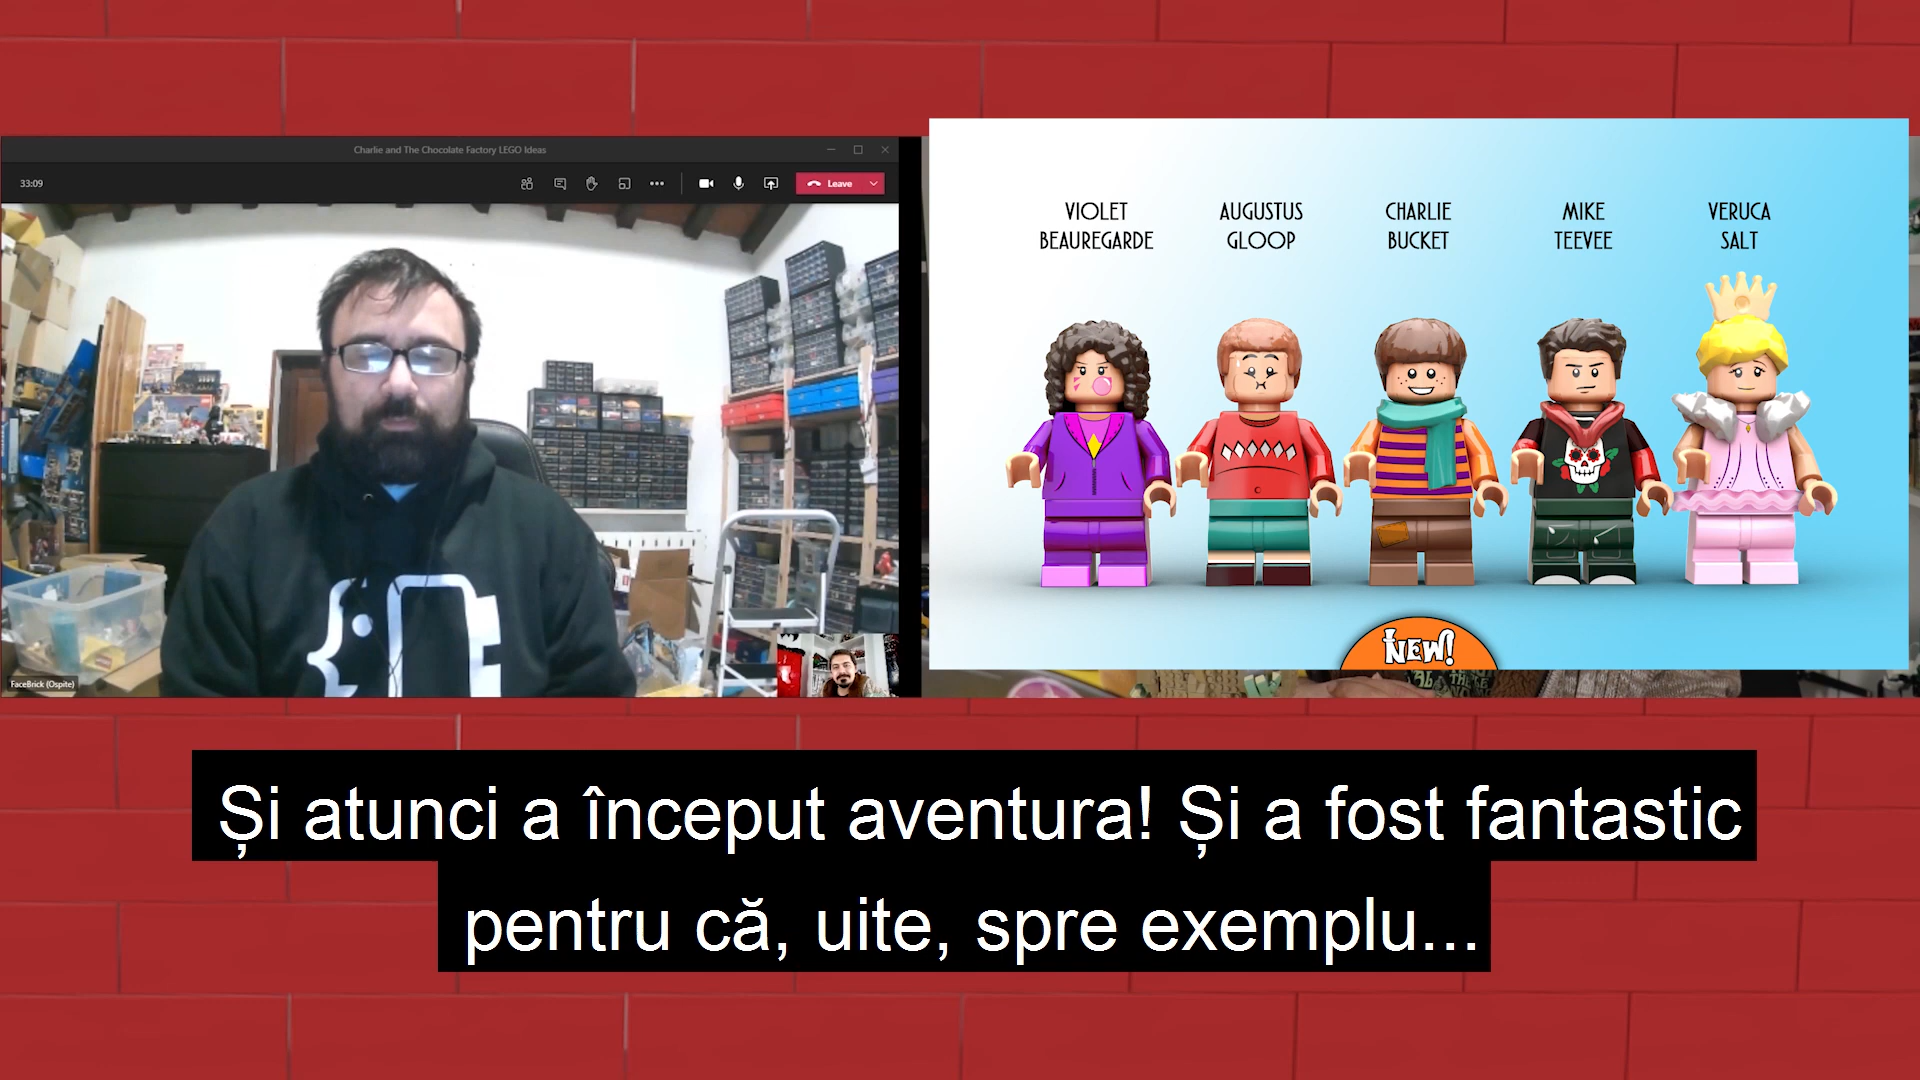 Charlie and The Chocolate Factory LEGO Ideas
33:09
Leave
FaceBrick (Ospite)
VIOLET
BEAUREGARDE
AUGUSTUS
GLOOP
CHARLIE
BUCKET
MIKE
TEEVEE
VERUCA
SALT
NEW!
Și atunci a început aventura! Și a fost fantastic
pentru că, uite, spre exemplu...